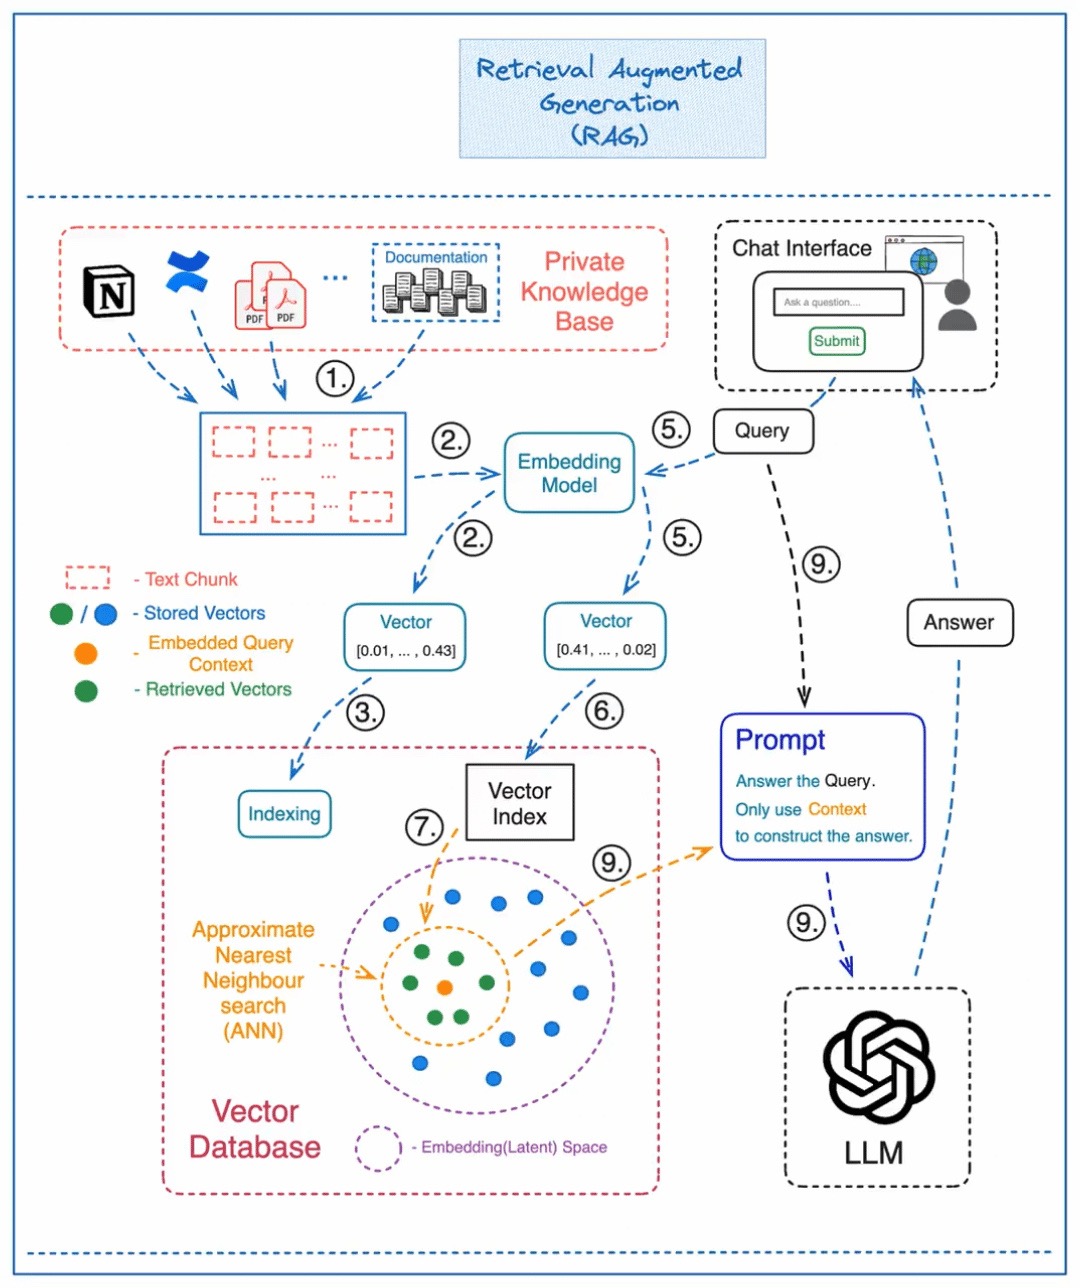 Retrieval Augmented
Generation
(RAG)
N
PDF
PDF
...
Documentation
Private
Knowledge
Base
Chat Interface
Ask a question....
Submit
1.
...
...
...
...
2.
Embedding
Model
5.
Query
2.
5.
9.
- Text Chunk
/ - Stored Vectors
- Embedded Query
Context
- Retrieved Vectors
Vector
[0.01, ... , 0.43]
Vector
[0.41, ... , 0.02]
Answer
3.
6.
Indexing
Vector
Index
Prompt
Answer the Query.
Only use Context
to construct the answer.
7.
9.
9.
Approximate
Nearest
Neighbour
search
(ANN)
Vector
Database
- Embedding(Latent) Space
LLM